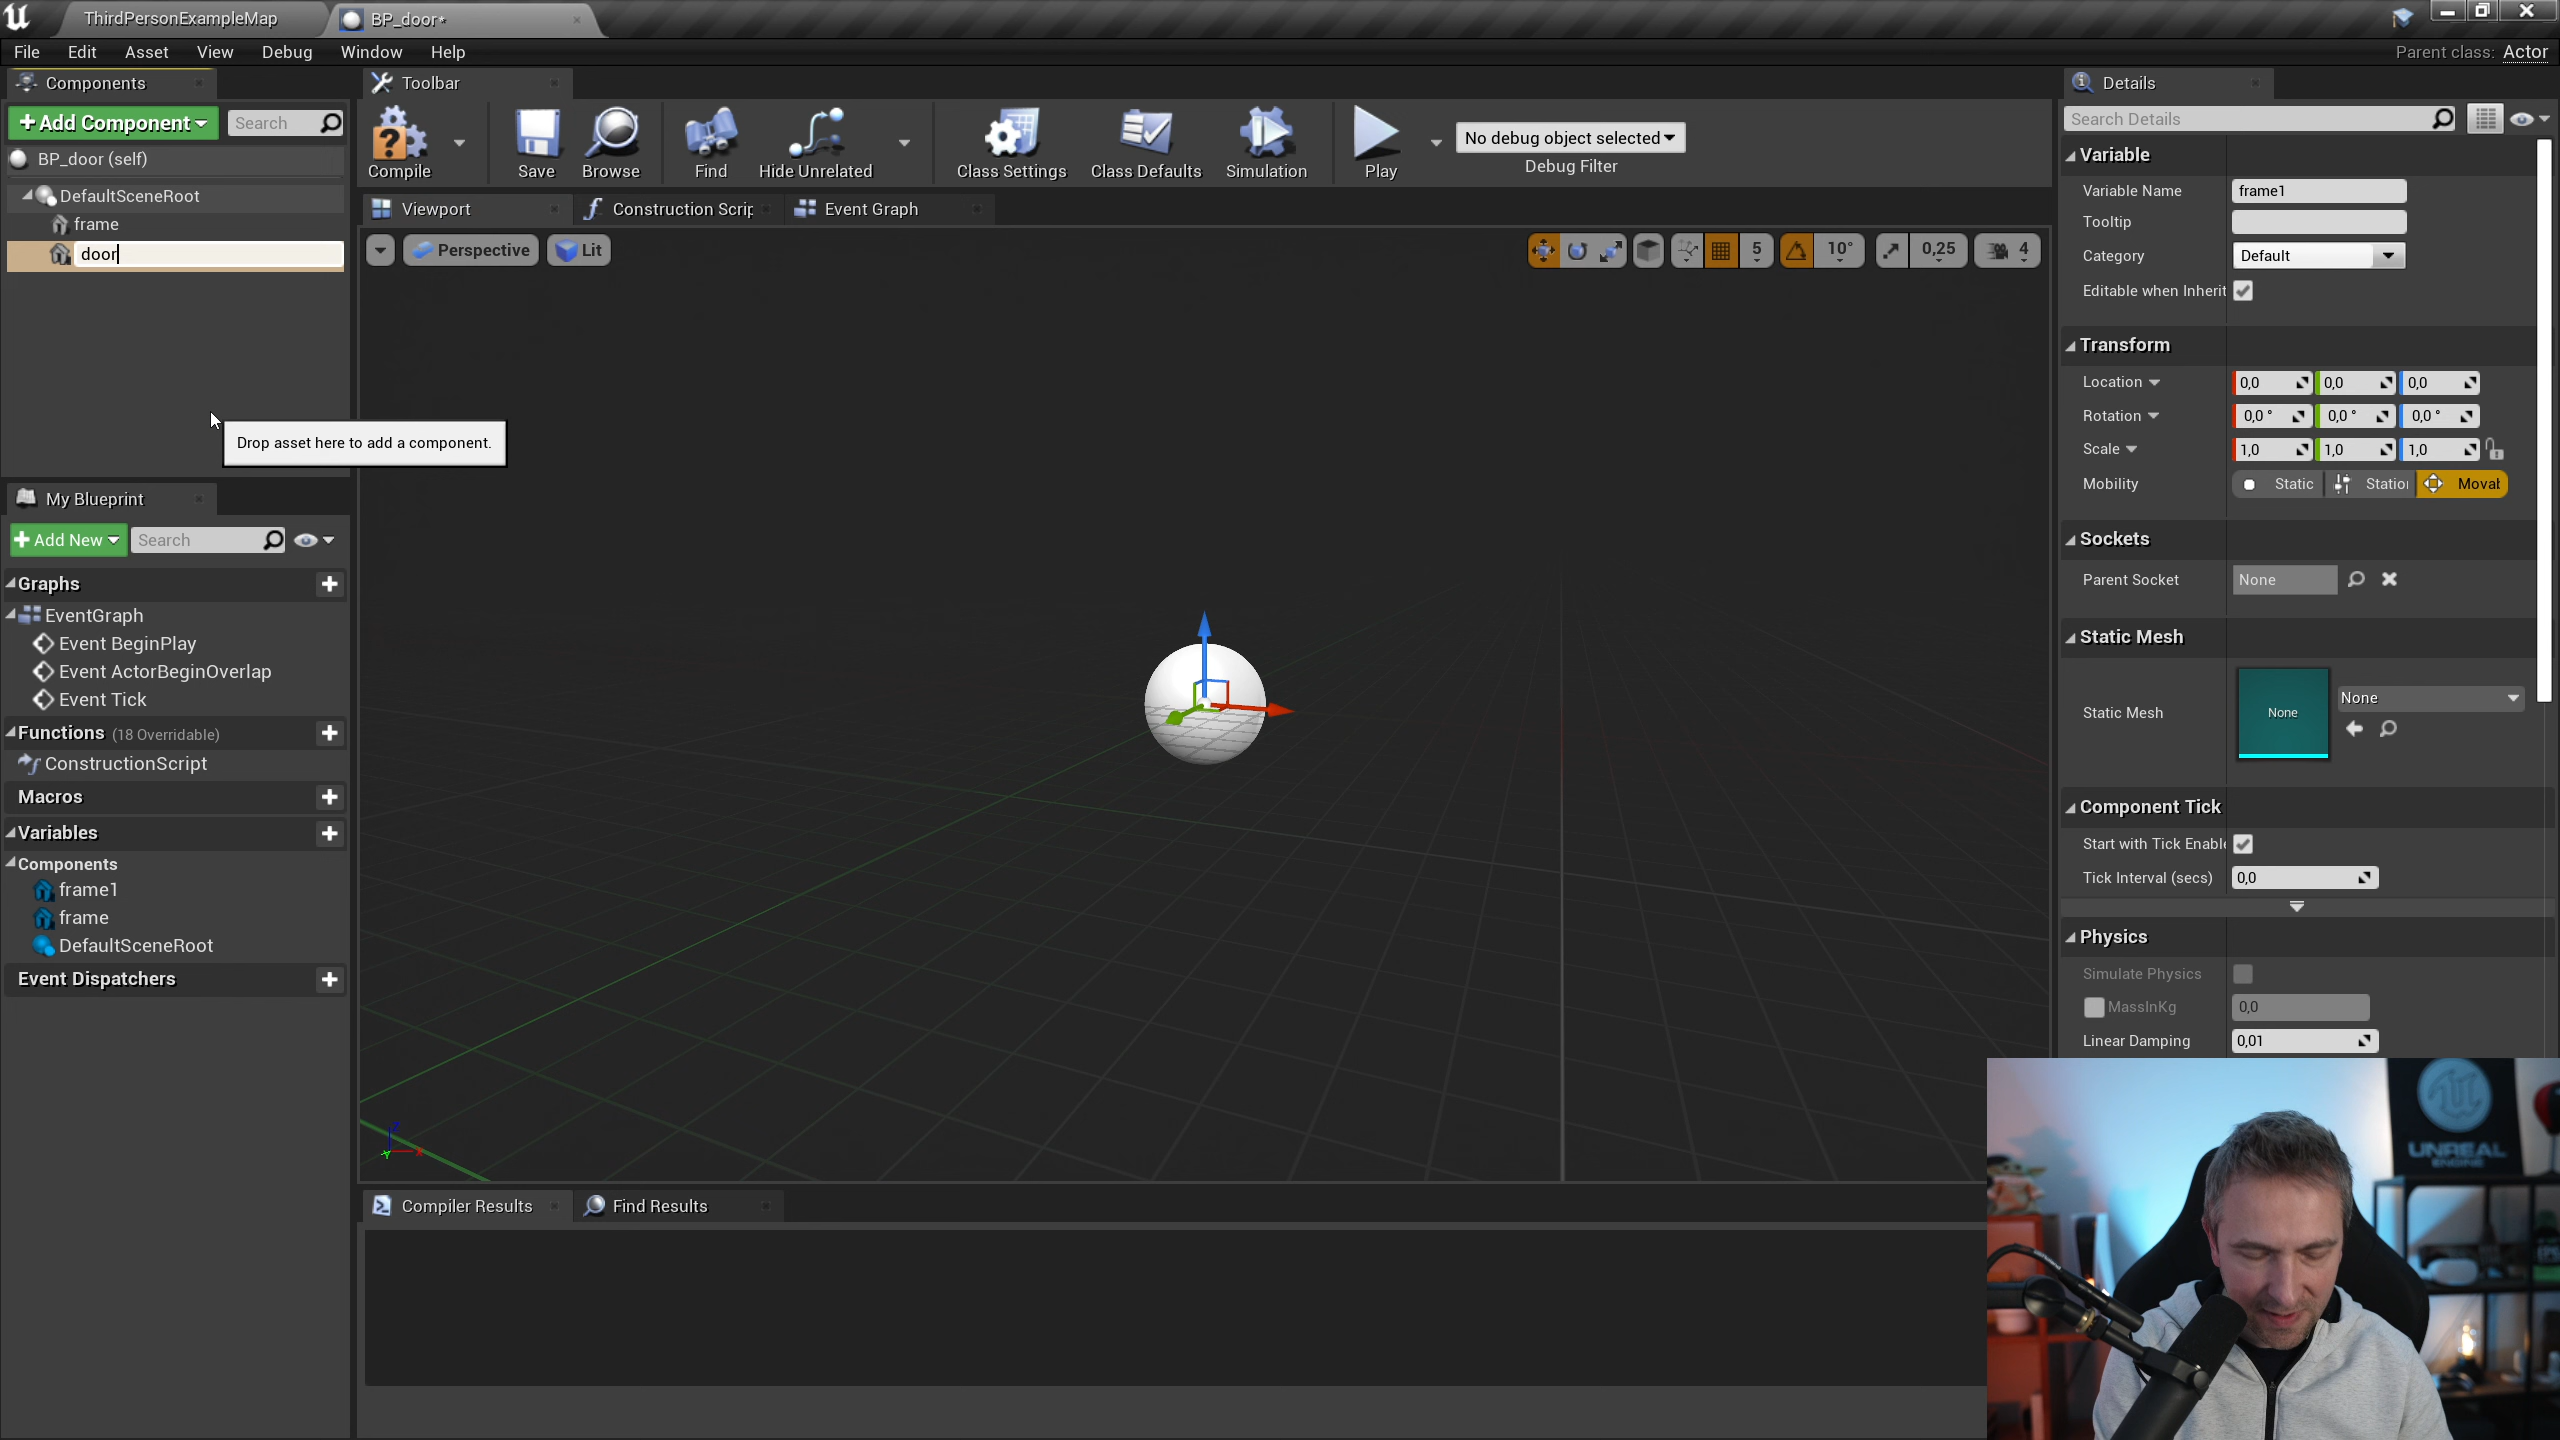 ThirdPersonExampleMap
BP_door*
File Edit Asset View Debug Window Help
Parent class: Actor
Components
+Add Component
Search
BP_door (self)
DefaultSceneRoot
frame
door
Drop asset here to add a component.
My Blueprint
+ Add New
Search
Graphs
EventGraph
Event BeginPlay
Event ActorBeginOverlap
Event Tick
Functions (18 Overridable)
ConstructionScript
Macros
Variables
Components
frame1
frame
DefaultSceneRoot
Event Dispatchers
Toolbar
Compile
Save
Browse
Find
Hide Unrelated
Class Settings
Class Defaults
Simulation
Play
No debug object selected
Debug Filter
Viewport
Construction Scrip
Event Graph
Perspective
Lit
5
10°
0,25
4
Compiler Results
Find Results
Details
Search Details
Variable
Variable Name frame1
Tooltip
Category Default
Editable when Inherit
Transform
Location 0,0 0,0 0,0
Rotation 0,0 ° 0,0 ° 0,0 °
Scale 1,0 1,0 1,0
Mobility Static Station Movab
Sockets
Parent Socket None
Static Mesh
Static Mesh None None
Component Tick
Start with Tick Enable
Tick Interval (secs) 0,0
Physics
Simulate Physics
MassInKg 0,0
Linear Damping 0,01
UNREAL
ENGINE